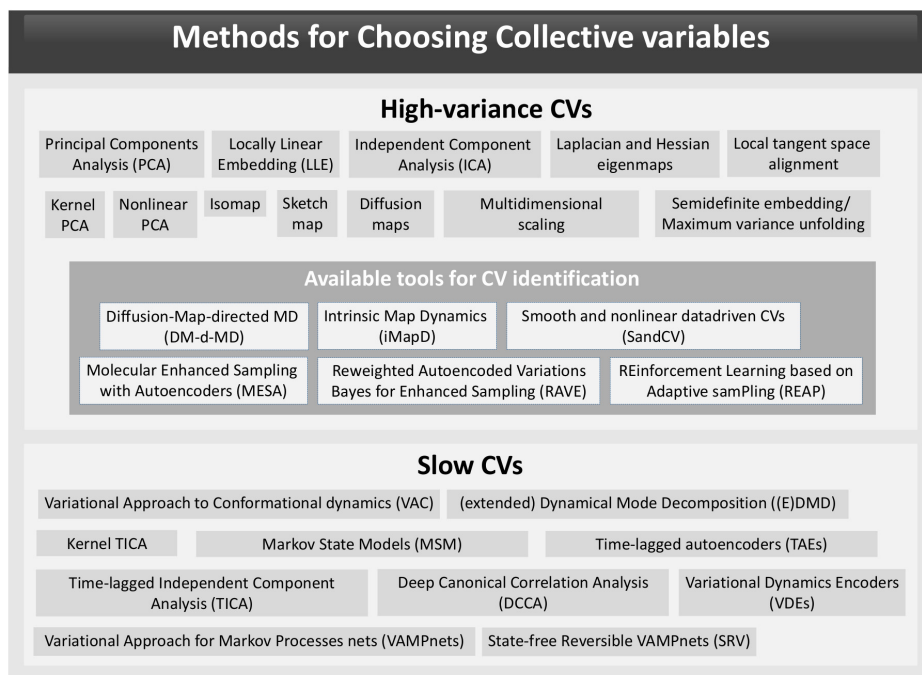 Methods for Choosing Collective variables
High-variance CVs
Principal Components
Analysis (PCA)
Locally Linear
Embedding (LLE)
Independent Component
Analysis (ICA)
Laplacian and Hessian
eigenmaps
Local tangent space
alignment
Kernel
PCA
Nonlinear
PCA
Isomap
Sketch
map
Diffusion
maps
Multidimensional
scaling
Semidefinite embedding/
Maximum variance unfolding
Available tools for CV identification
Diffusion-Map-directed MD
(DM-d-MD)
Intrinsic Map Dynamics
(iMapD)
Smooth and nonlinear datadriven CVs
(SandCV)
Molecular Enhanced Sampling
with Autoencoders (MESA)
Reweighted Autoencoded Variations
Bayes for Enhanced Sampling (RAVE)
REinforcement Learning based on
Adaptive samPling (REAP)
Slow CVs
Variational Approach to Conformational dynamics (VAC)
(extended) Dynamical Mode Decomposition ((E)DMD)
Kernel TICA
Markov State Models (MSM)
Time-lagged autoencoders (TAEs)
Time-lagged Independent Component
Analysis (TICA)
Deep Canonical Correlation Analysis
(DCCA)
Variational Dynamics Encoders
(VDEs)
Variational Approach for Markov Processes nets (VAMPnets)
State-free Reversible VAMPnets (SRV)